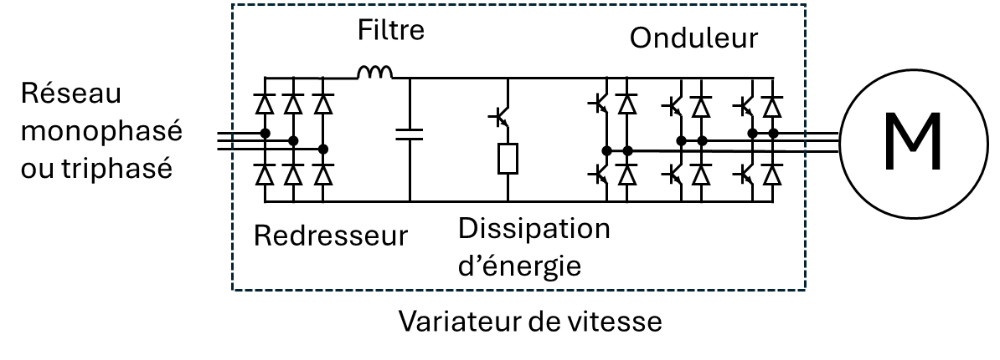 Filtre
Onduleur
Réseau
monophasé
ou triphasé
M
Redresseur
Dissipation
d’énergie
Variateur de vitesse